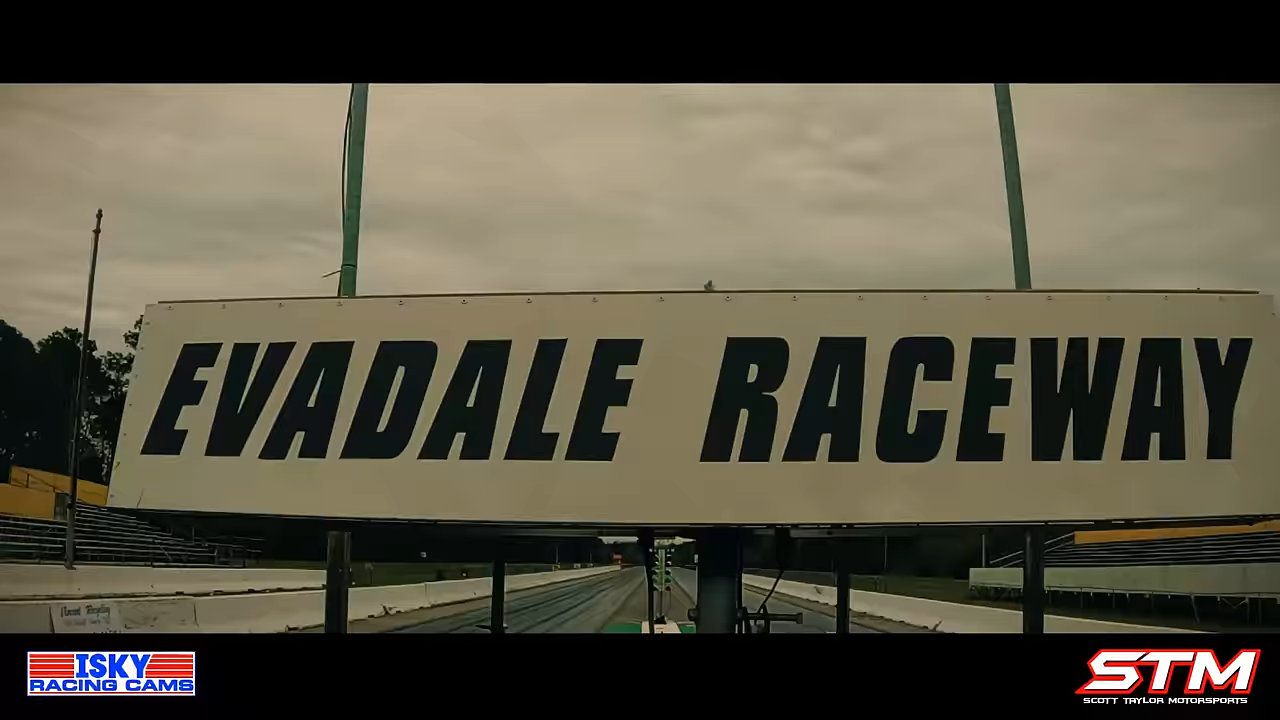 EVADALE RACEWAY
ISKY
RACING CAMS
STM
SCOTT TAYLOR MOTORSPORTS